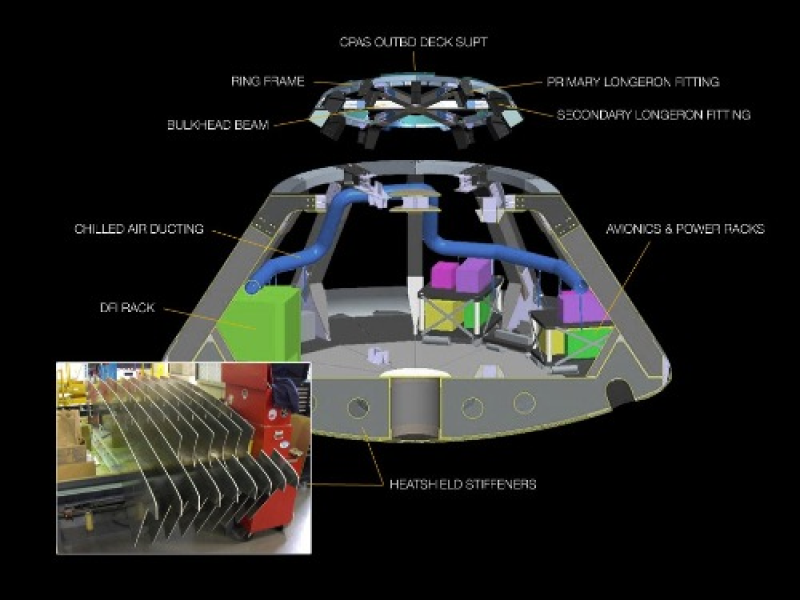 CPAS OUTBD DECK SUPT
RING FRAME
PRIMARY LONGERON FITTING
SECONDARY LONGERON FITTING
BULKHEAD BEAM
CHILLED AIR DUCTING
AVIONICS & POWER RACKS
DFI RACK
HEATSHIELD STIFFENERS